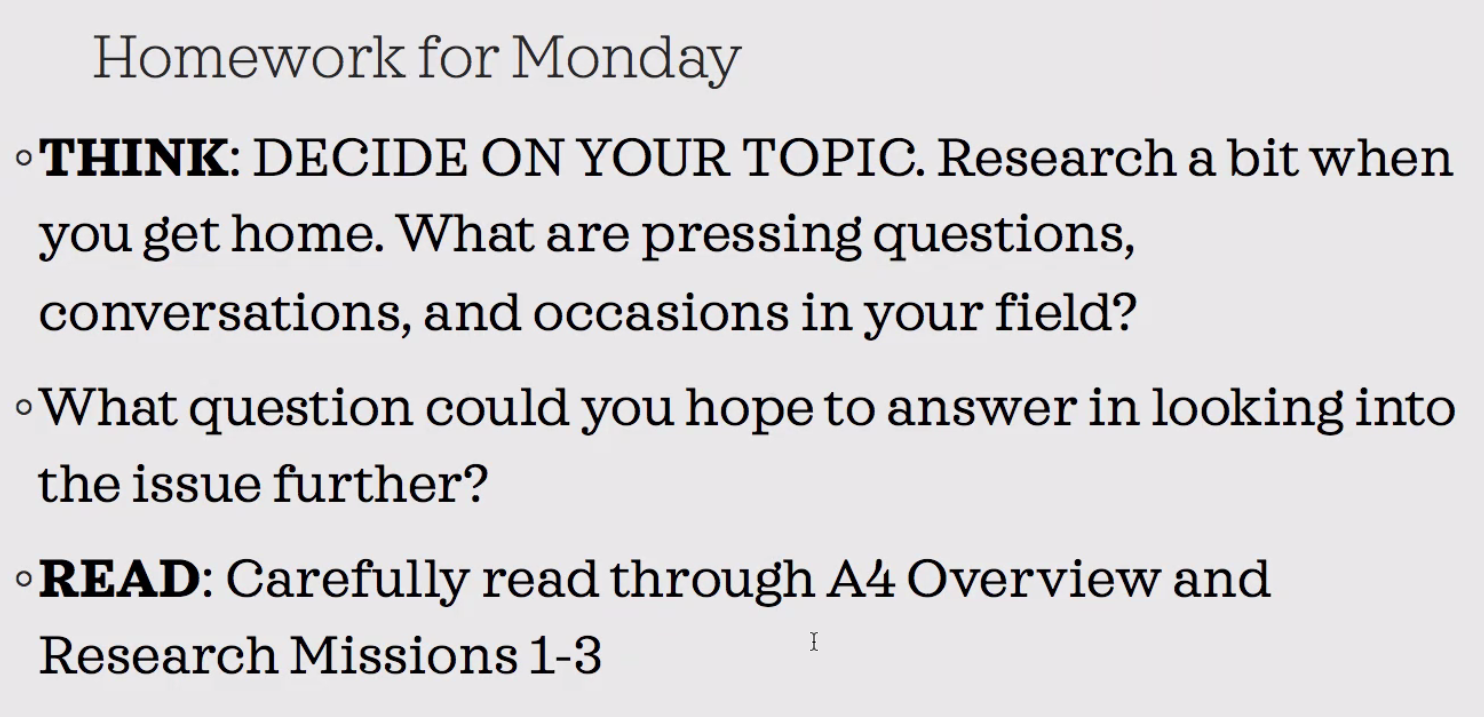 Homework for Monday
◦THINK: DECIDE ON YOUR TOPIC. Research a bit when
you get home. What are pressing questions,
conversations, and occasions in your field?
◦What question could you hope to answer in looking into
the issue further?
◦READ: Carefully read through A4 Overview and
Research Missions 1-3